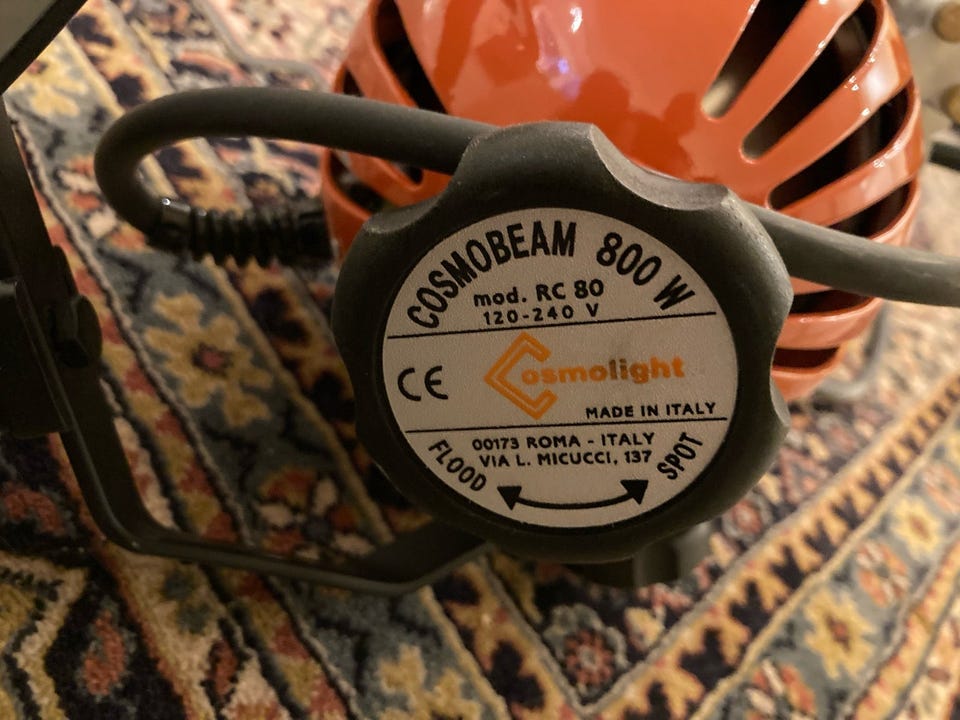 COSMOBEAM 800 W
mod. RC 80
120-240 V
CE
Cosmolight
MADE IN ITALY
00173 ROMA - ITALY
VIA L. MICUCCI, 137
FLOOD
SPOT